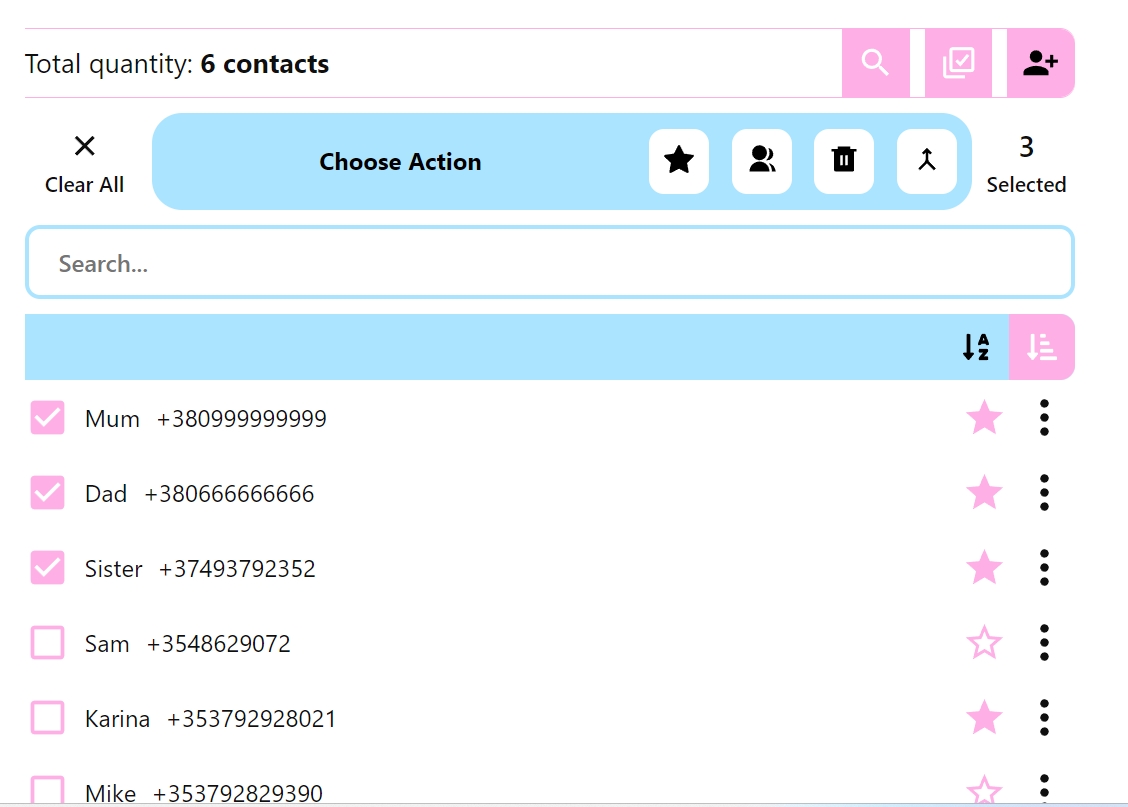 Total quantity: 6 contacts
Clear All
Choose Action
3
Selected
Search...
A
Z
Mum +380999999999
Dad +380666666666
Sister +37493792352
Sam +3548629072
Karina +353792928021
Mike +353792829390